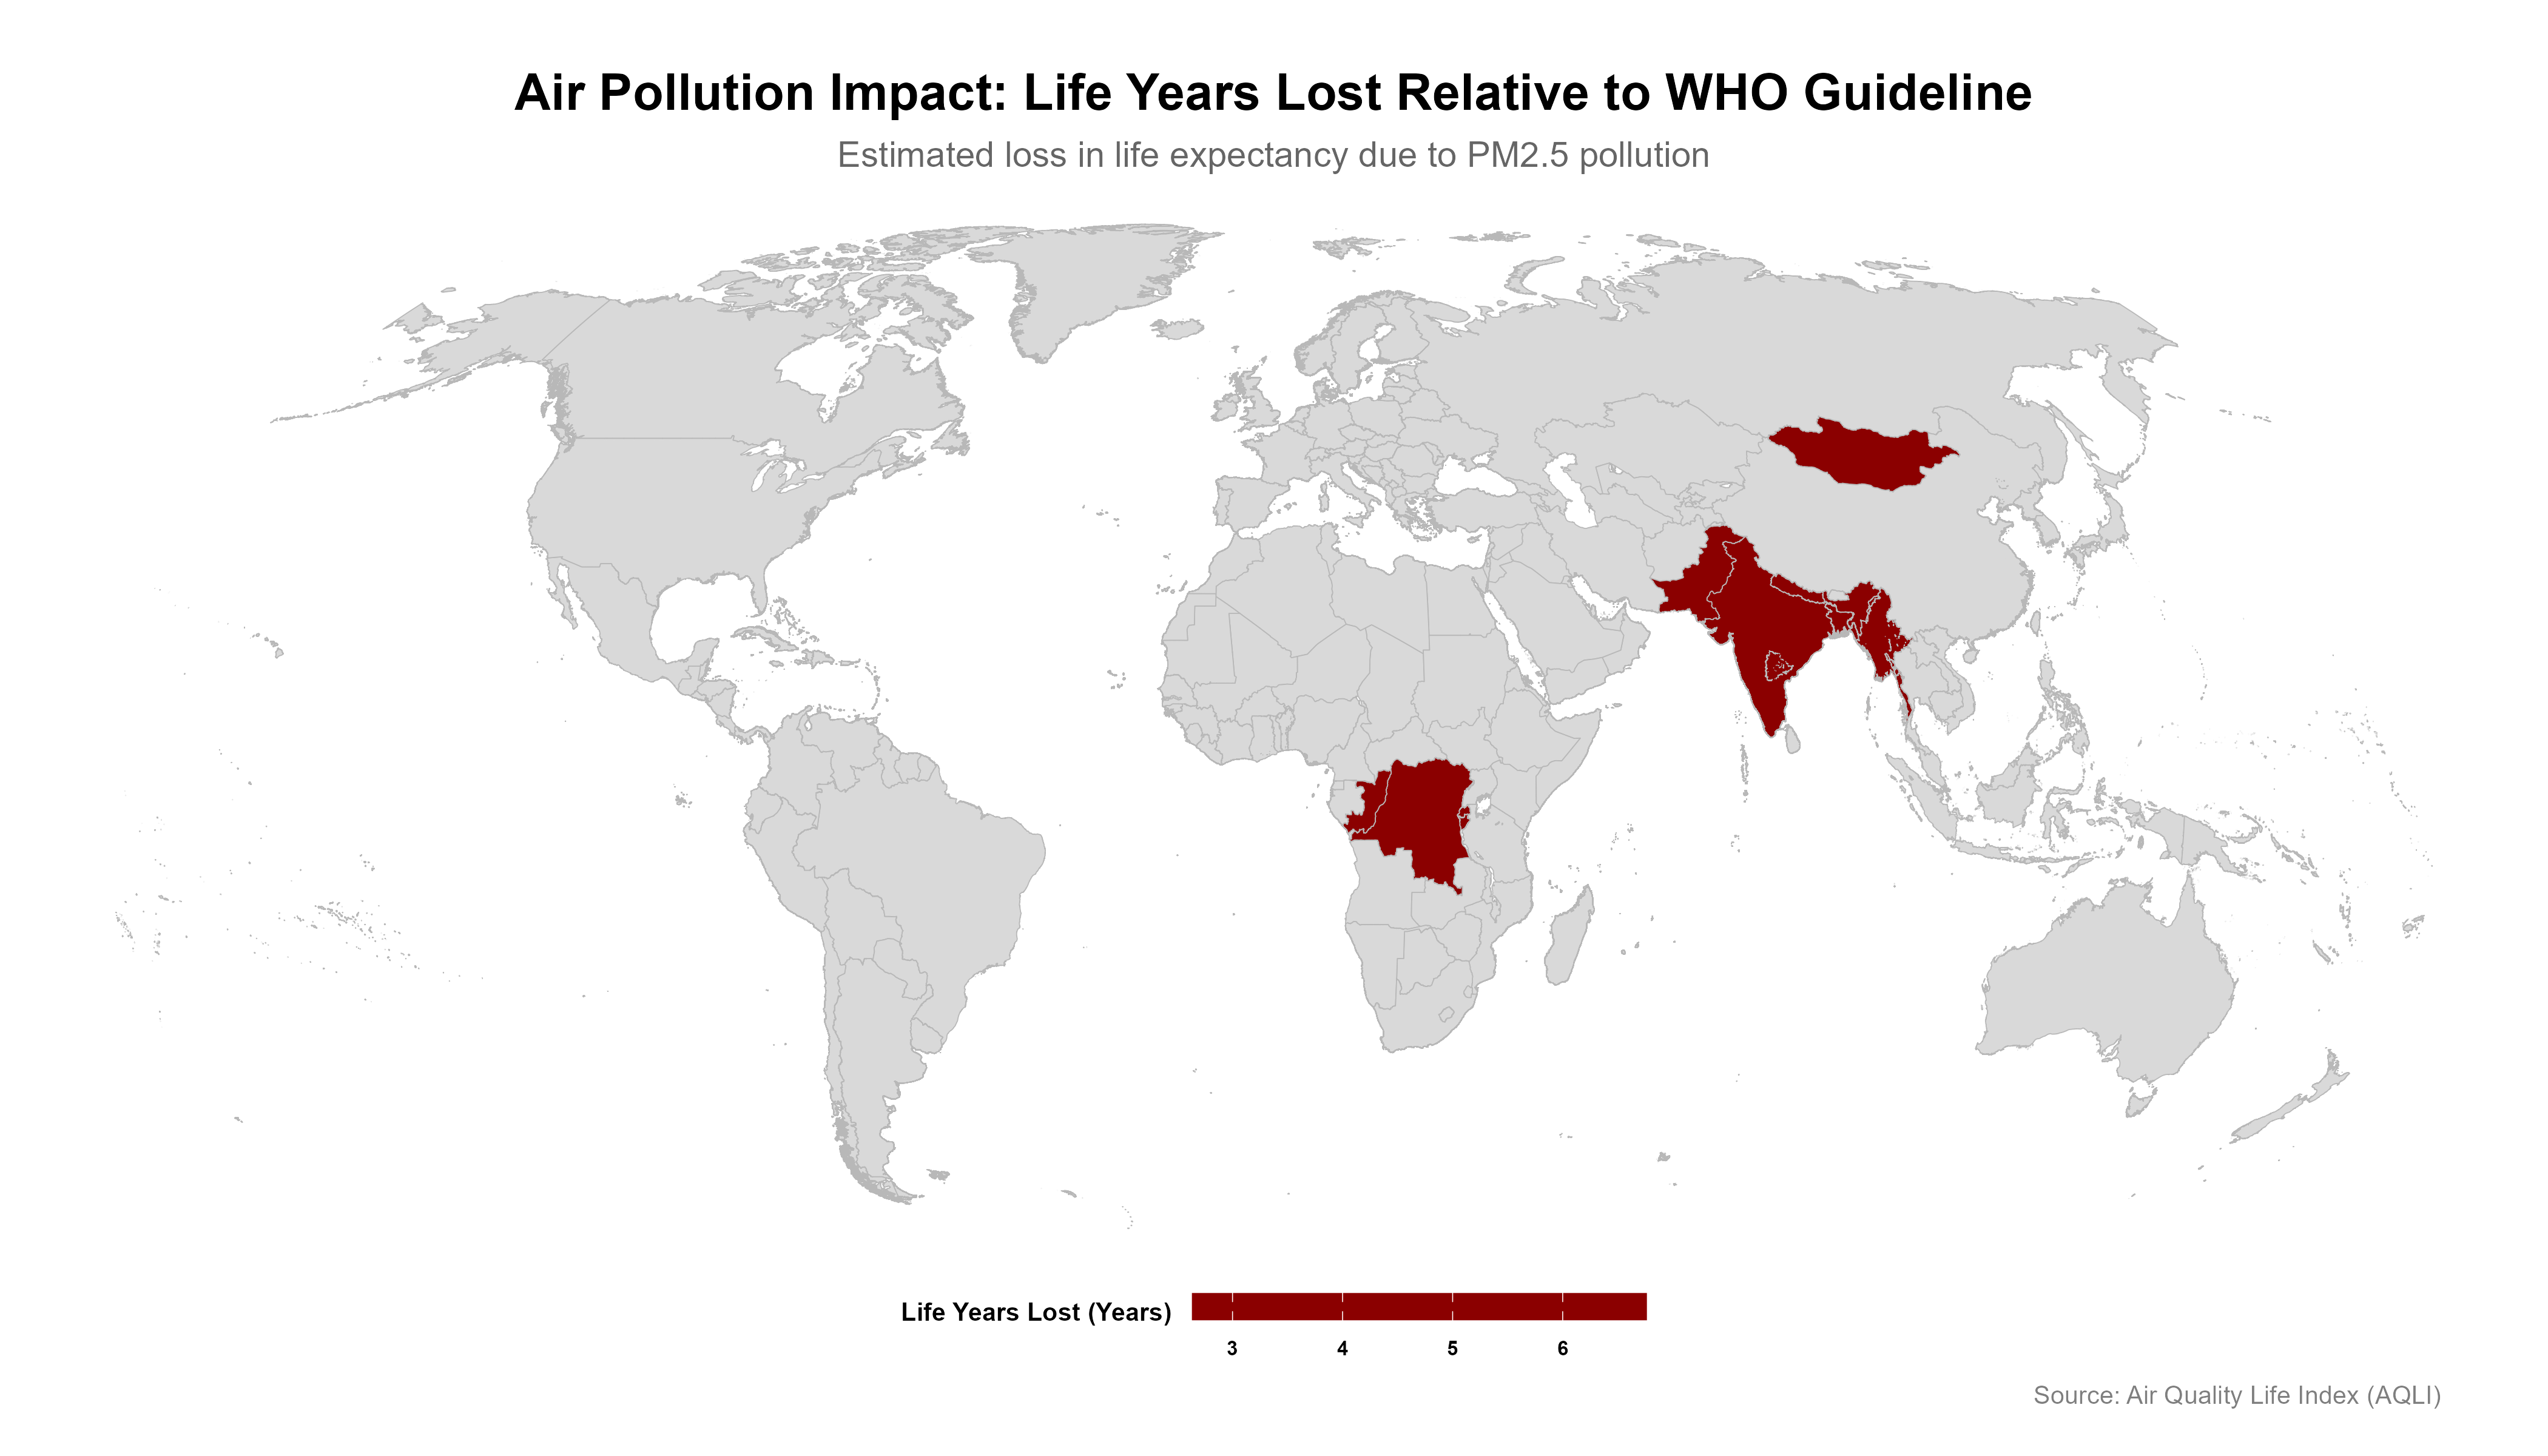 Air Pollution Impact: Life Years Lost Relative to WHO Guideline
Estimated loss in life expectancy due to PM2.5 pollution
Life Years Lost (Years)
3 4 5 6
Source: Air Quality Life Index (AQLI)